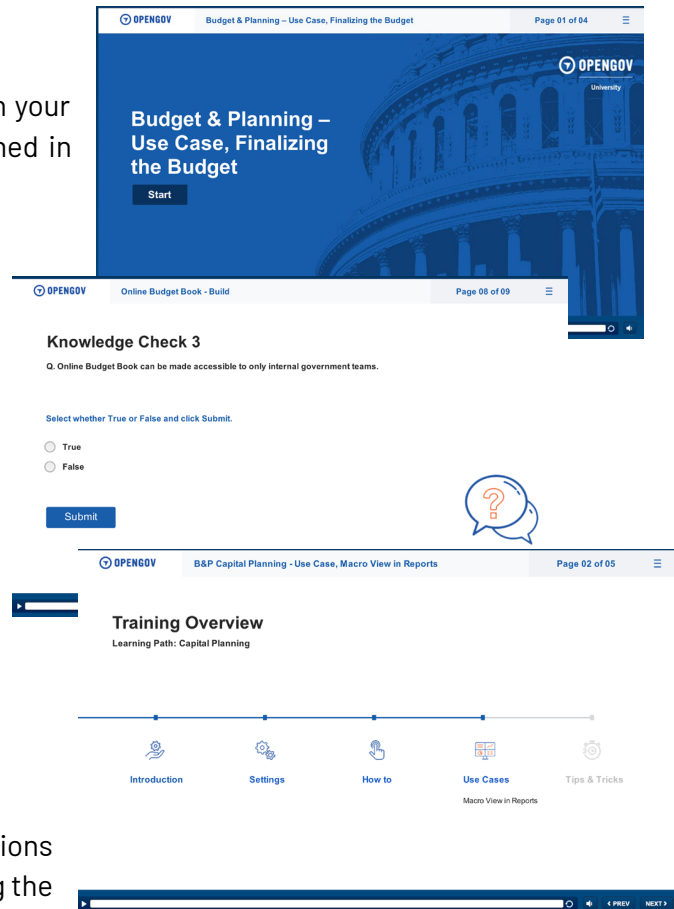 OPENGOV
Budget & Planning – Use Case, Finalizing the Budget
Page 01 of 04
OPENGOV
University
your
in
Budget & Planning –
Use Case, Finalizing
the Budget
Start
OPENGOV
Online Budget Book - Build
Page 08 of 09
Knowledge Check 3
Q. Online Budget Book can be made accessible to only internal government teams.
Select whether True or False and click Submit.
True
False
?
Submit
OPENGOV
B&P Capital Planning - Use Case, Macro View in Reports
Page 02 of 05
Training Overview
Learning Path: Capital Planning
Introduction
Settings
How to
Use Cases
Tips & Tricks
Macro View in Reports
the
< PREV
NEXT >